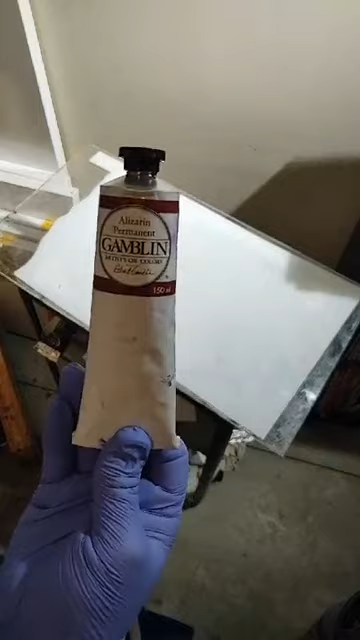 Alizarin
Permanent
GAMBLIN
ARTISTS OIL COLORS
150 ml